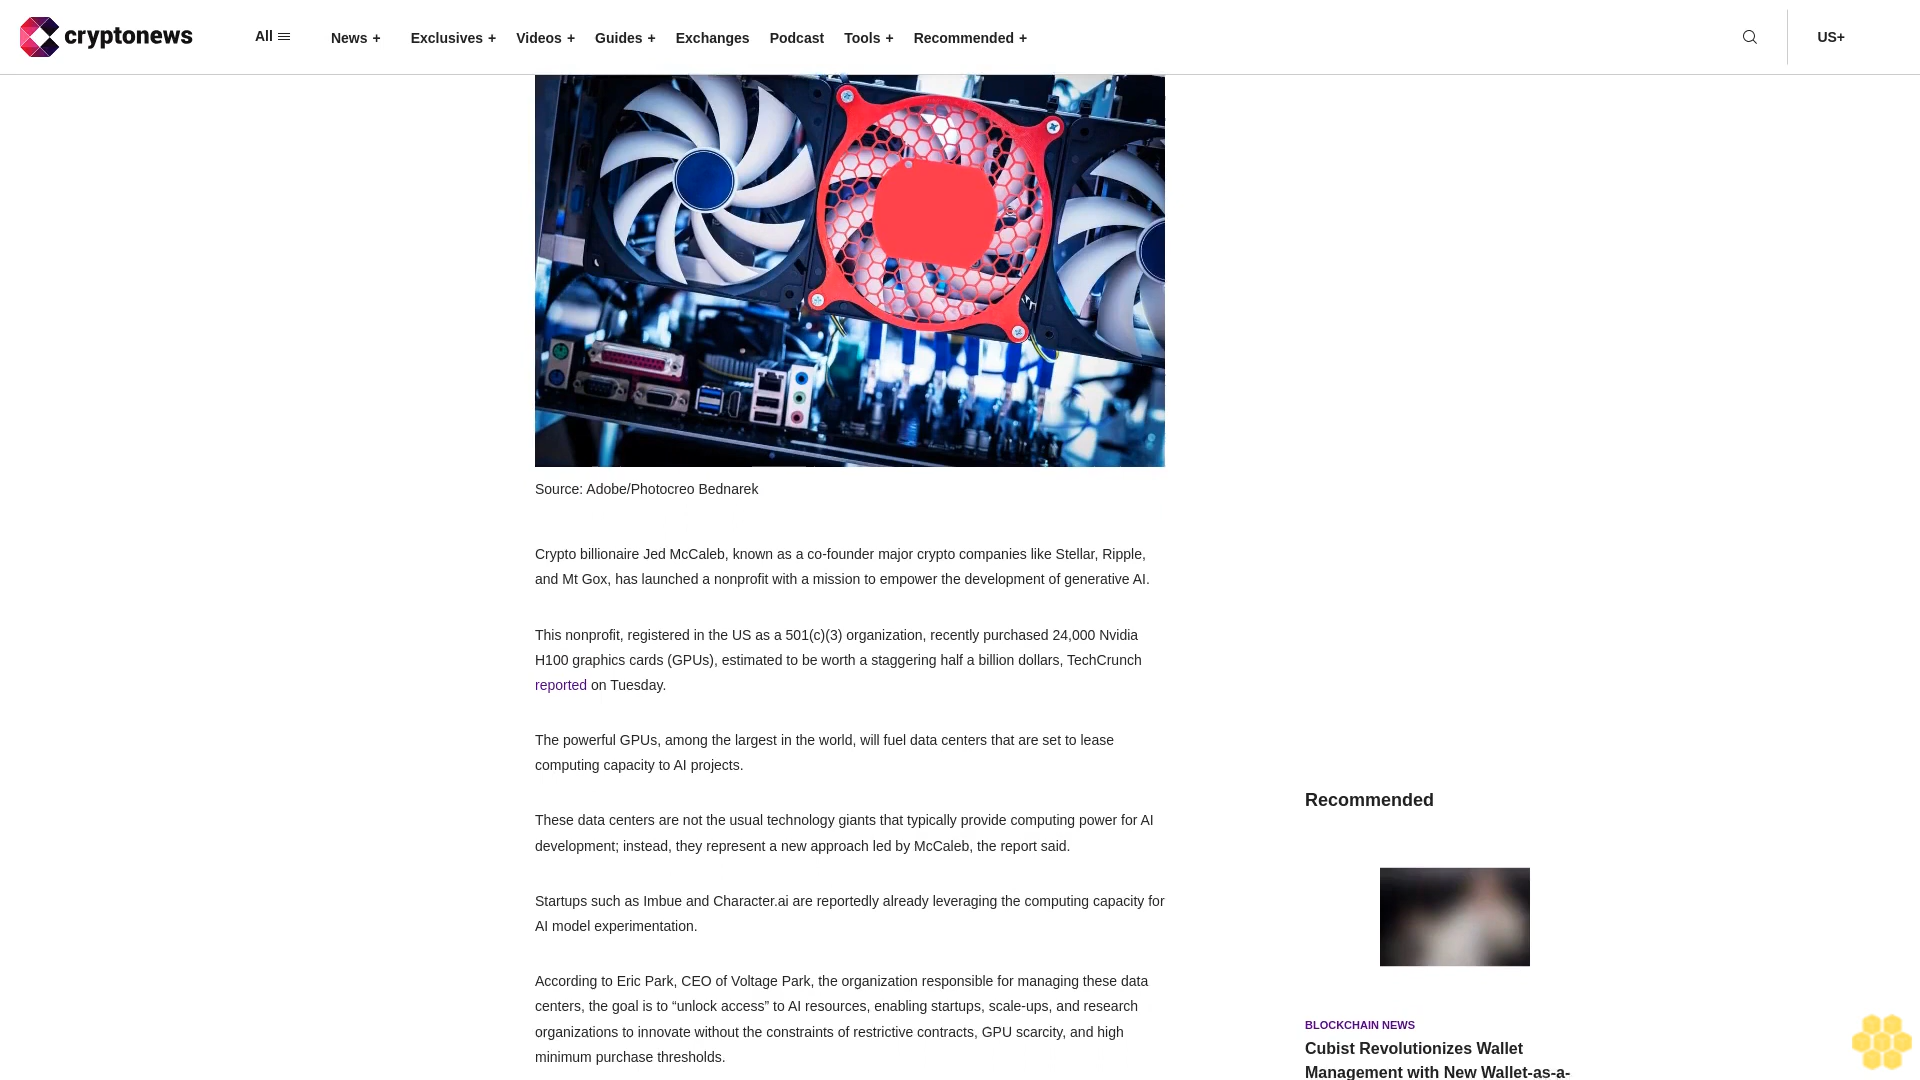 cryptonews
All
News +
Exclusives +
Videos +
Guides +
Exchanges
Podcast
Tools +
Recommended +
US+
Source: Adobe/Photocreo Bednarek
Crypto billionaire Jed McCaleb, known as a co-founder major crypto companies like Stellar, Ripple,
and Mt Gox, has launched a nonprofit with a mission to empower the development of generative AI.
This nonprofit, registered in the US as a 501(c)(3) organization, recently purchased 24,000 Nvidia
H100 graphics cards (GPUs), estimated to be worth a staggering half a billion dollars, TechCrunch
reported on Tuesday.
The powerful GPUs, among the largest in the world, will fuel data centers that are set to lease
computing capacity to AI projects.
These data centers are not the usual technology giants that typically provide computing power for AI
development; instead, they represent a new approach led by McCaleb, the report said.
Startups such as Imbue and Character.ai are reportedly already leveraging the computing capacity for
AI model experimentation.
According to Eric Park, CEO of Voltage Park, the organization responsible for managing these data
centers, the goal is to “unlock access” to AI resources, enabling startups, scale-ups, and research
organizations to innovate without the constraints of restrictive contracts, GPU scarcity, and high
minimum purchase thresholds.
Recommended
BLOCKCHAIN NEWS
Cubist Revolutionizes Wallet
Management with New Wallet-as-a-